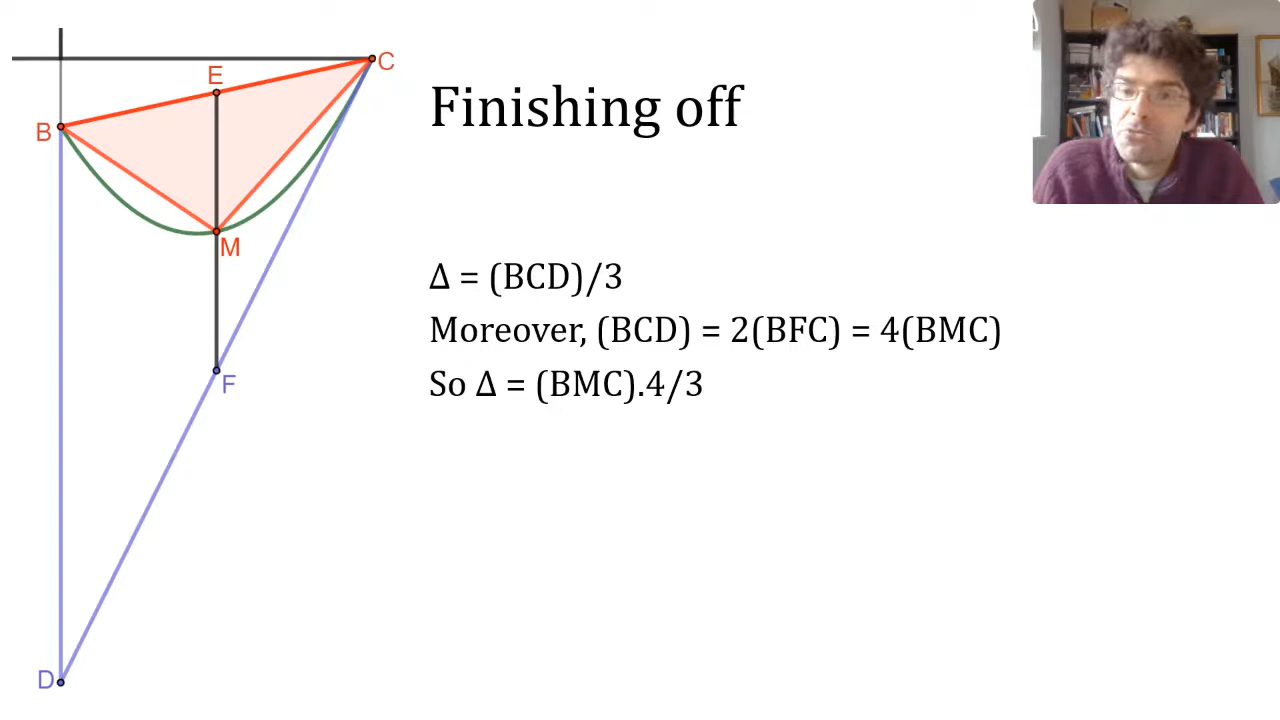 Finishing off
E
C
B
M
F
D
Δ = (BCD)/3
Moreover, (BCD) = 2(BFC) = 4(BMC)
So Δ = (BMC).4/3